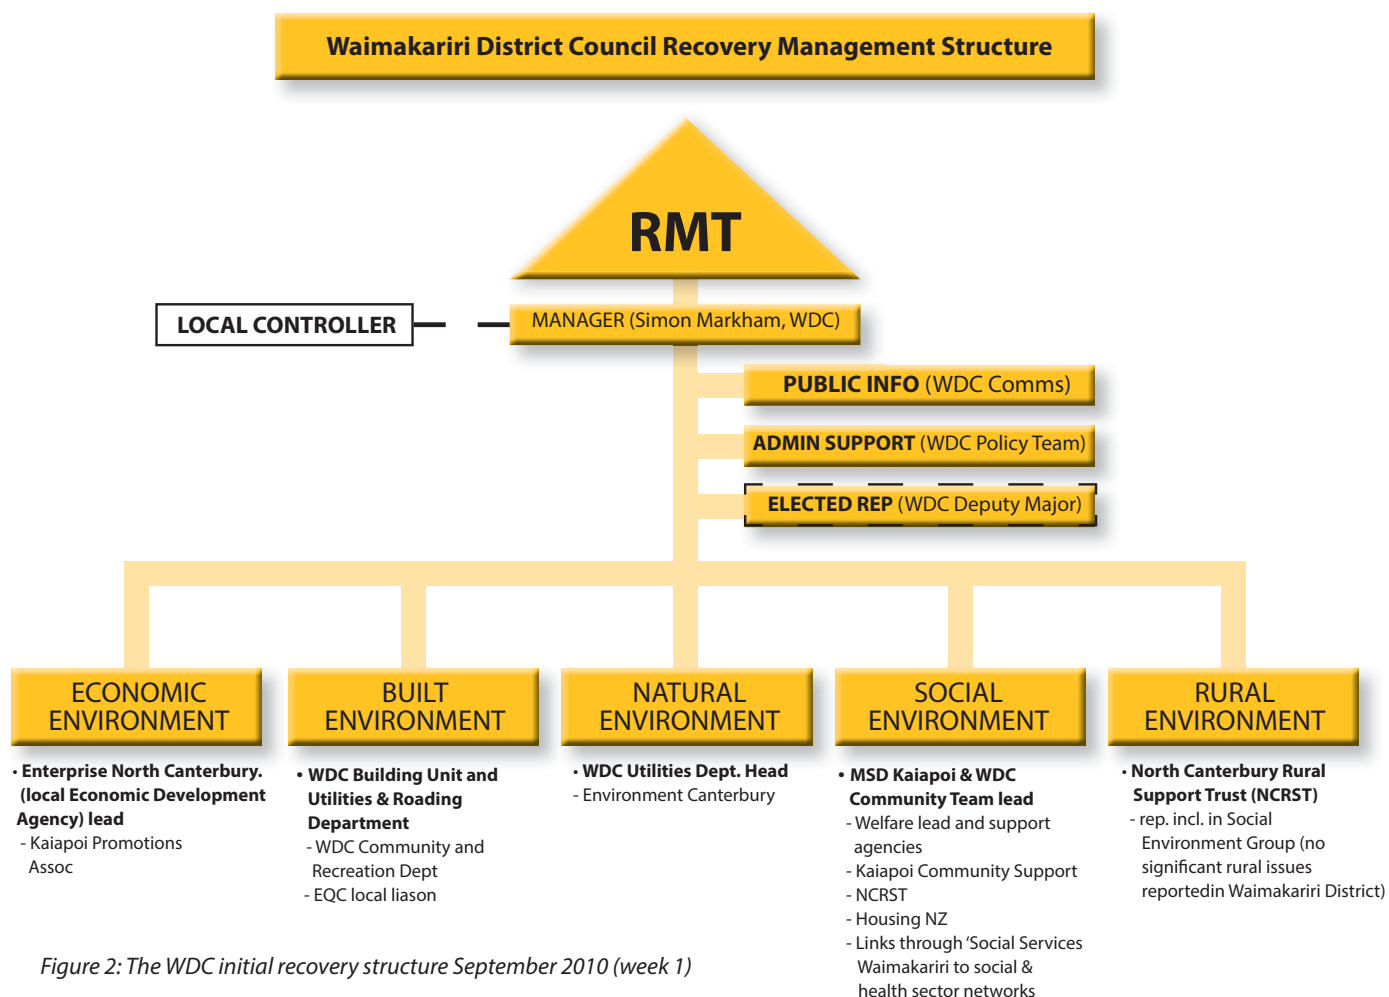 Waimakariri District Council Recovery Management Structure
RMT
LOCAL CONTROLLER
MANAGER (Simon Markham, WDC)
PUBLIC INFO (WDC Comms)
ADMIN SUPPORT (WDC Policy Team)
ELECTED REP (WDC Deputy Major)
ECONOMIC
ENVIRONMENT
• Enterprise North Canterbury.
(local Economic Development
Agency) lead
- Kaiapoi Promotions
Assoc
BUILT
ENVIRONMENT
• WDC Building Unit and
Utilities & Roading
Department
- WDC Community and
Recreation Dept
- EQC local liason
NATURAL
ENVIRONMENT
• WDC Utilities Dept. Head
- Environment Canterbury
SOCIAL
ENVIRONMENT
• MSD Kaiapoi & WDC
Community Team lead
- Welfare lead and support
agencies
- Kaiapoi Community Support
- NCRST
- Housing NZ
- Links through ‘Social Services
Waimakariri to social &
health sector networks
RURAL
ENVIRONMENT
• North Canterbury Rural
Support Trust (NCRST)
- rep. incl. in Social
Environment Group (no
significant rural issues
reportedin Waimakariri District)
Figure 2: The WDC initial recovery structure September 2010 (week 1)